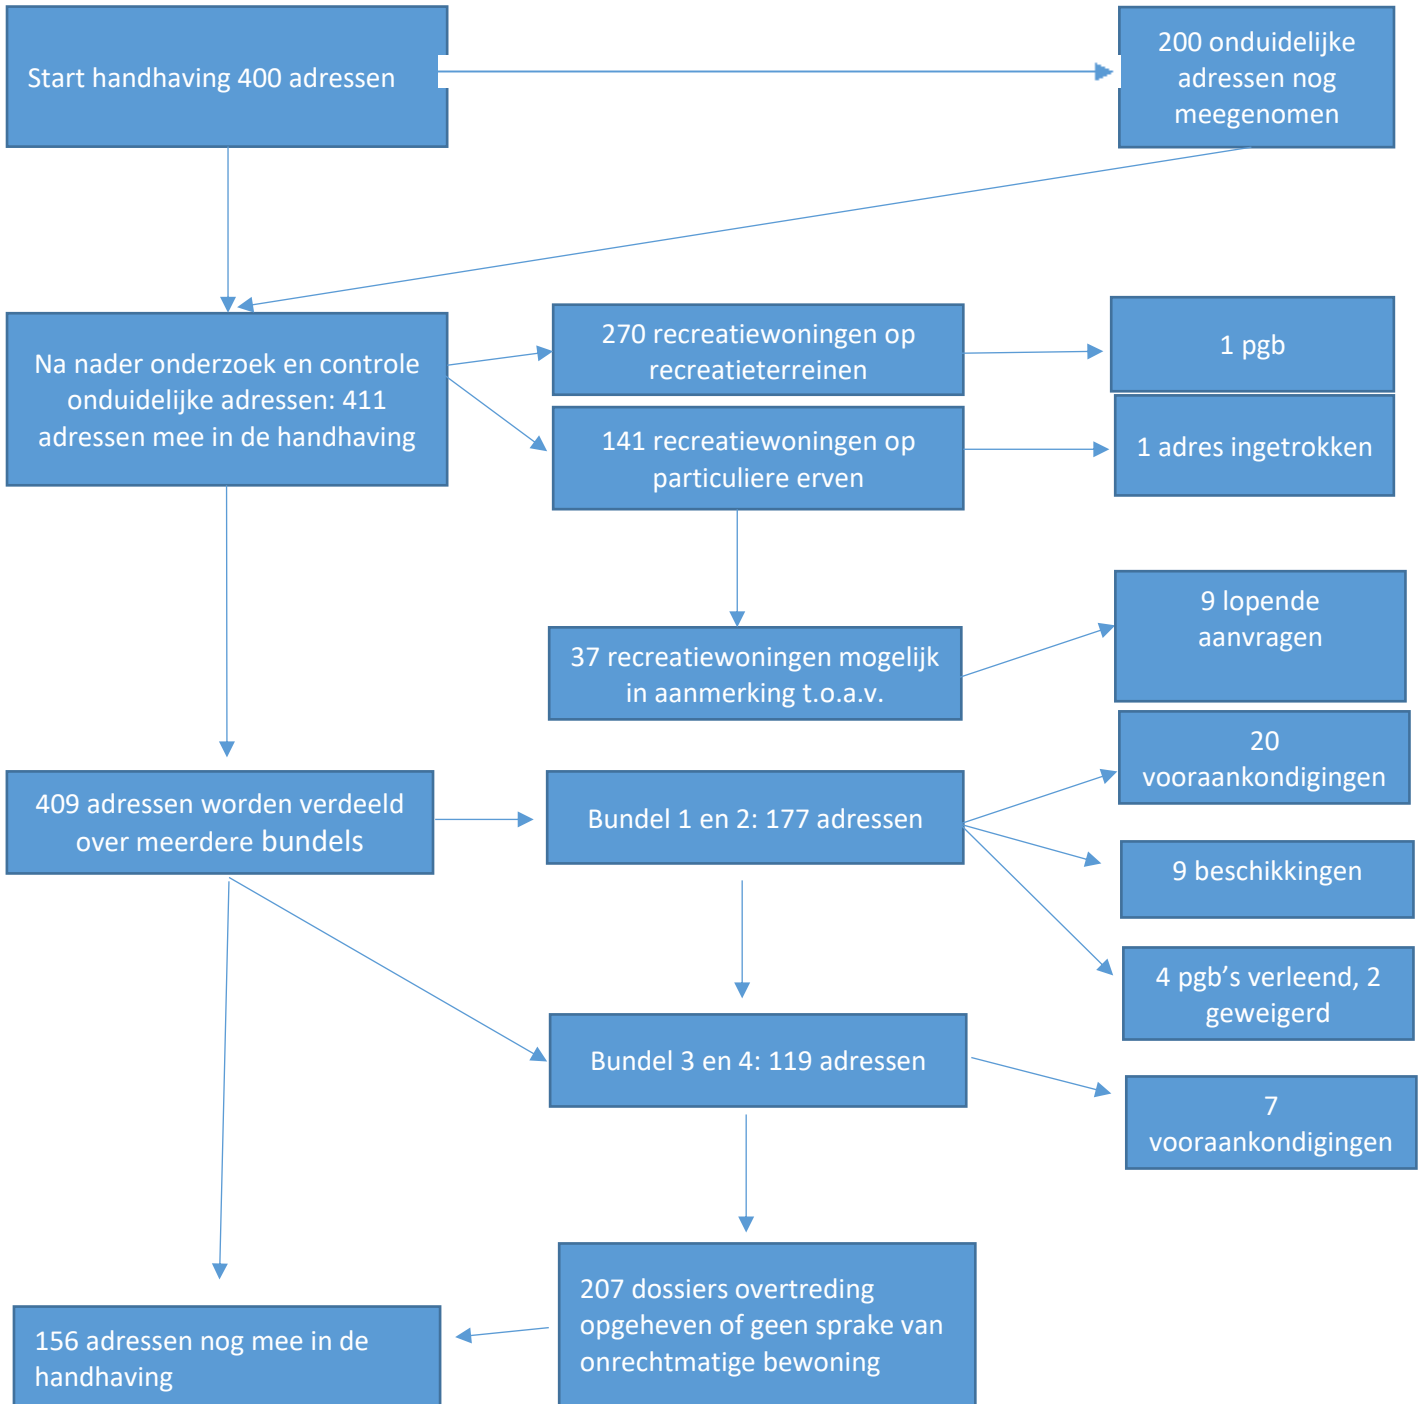 Start handhaving 400 adressen
200 onduidelijke
adressen nog
meegenomen
Na nader onderzoek en controle
onduidelijke adressen: 411
adressen mee in de handhaving
270 recreatiewoningen op
recreatieterreinen
1 pgb
141 recreatiewoningen op
particuliere erven
1 adres ingetrokken
37 recreatiewoningen mogelijk
in aanmerking t.o.a.v.
9 lopende
aanvragen
409 adressen worden verdeeld
over meerdere bundels
Bundel 1 en 2: 177 adressen
20
vooraankondigingen
9 beschikkingen
4 pgb’s verleend, 2
geweigerd
Bundel 3 en 4: 119 adressen
7
vooraankondigingen
207 dossiers overtreding
opgeheven of geen sprake van
onrechtmatige bewoning
156 adressen nog mee in de
handhaving